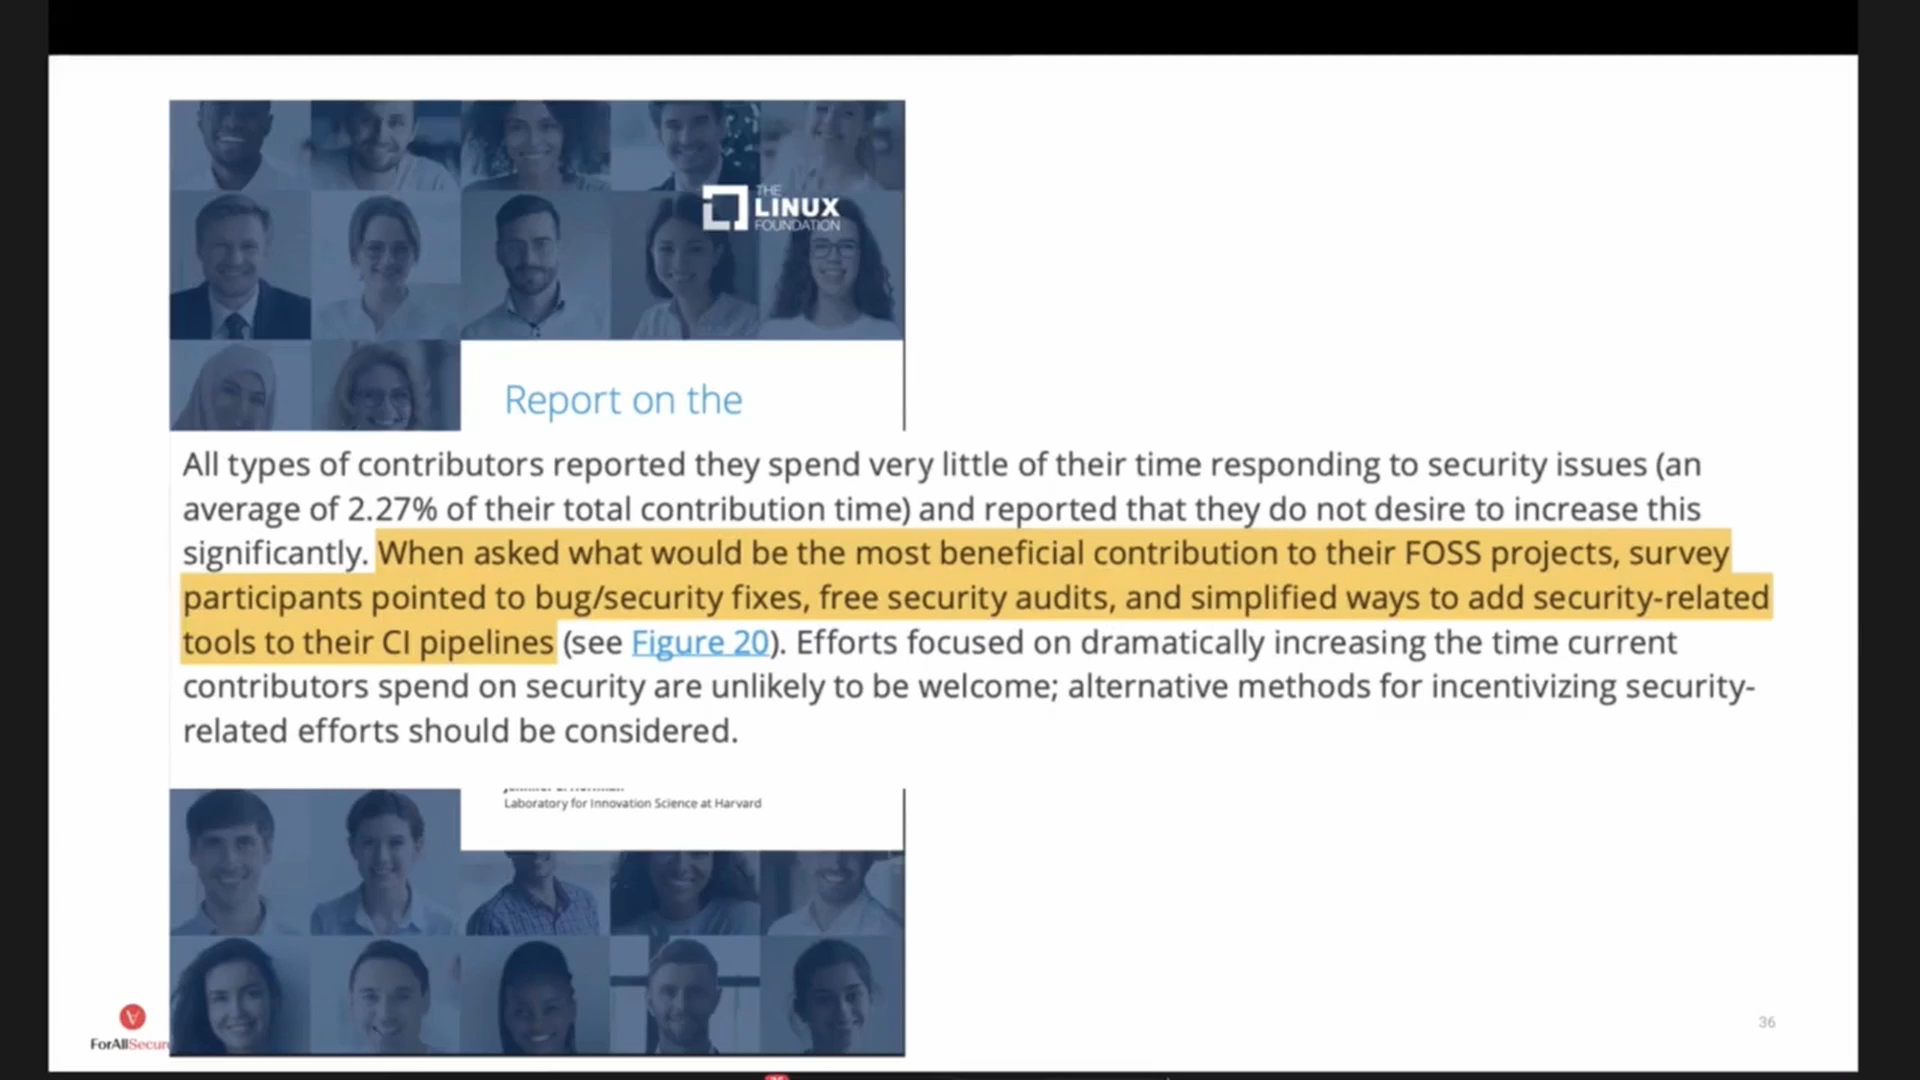 THE
LINUX
FOUNDATION
Report on the
All types of contributors reported they spend very little of their time responding to security issues (an
average of 2.27% of their total contribution time) and reported that they do not desire to increase this
significantly. When asked what would be the most beneficial contribution to their FOSS projects, survey
participants pointed to bug/security fixes, free security audits, and simplified ways to add security-related
tools to their CI pipelines (see Figure 20). Efforts focused on dramatically increasing the time current
contributors spend on security are unlikely to be welcome; alternative methods for incentivizing security-
related efforts should be considered.
Laboratory for Innovation Science at Harvard
ForAllSecur
36